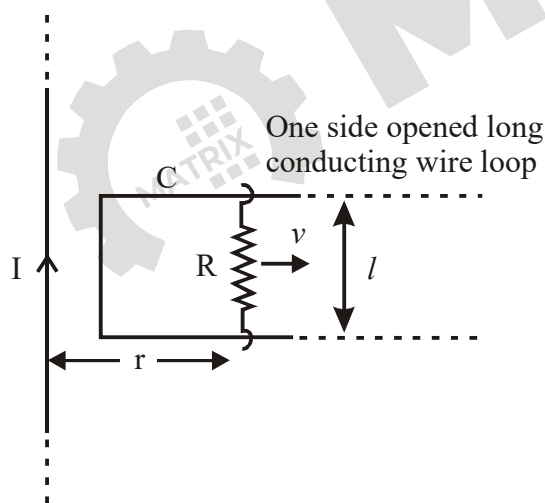 One side opened long
conducting wire loop
MATRIX
C
v
I
R
l
r